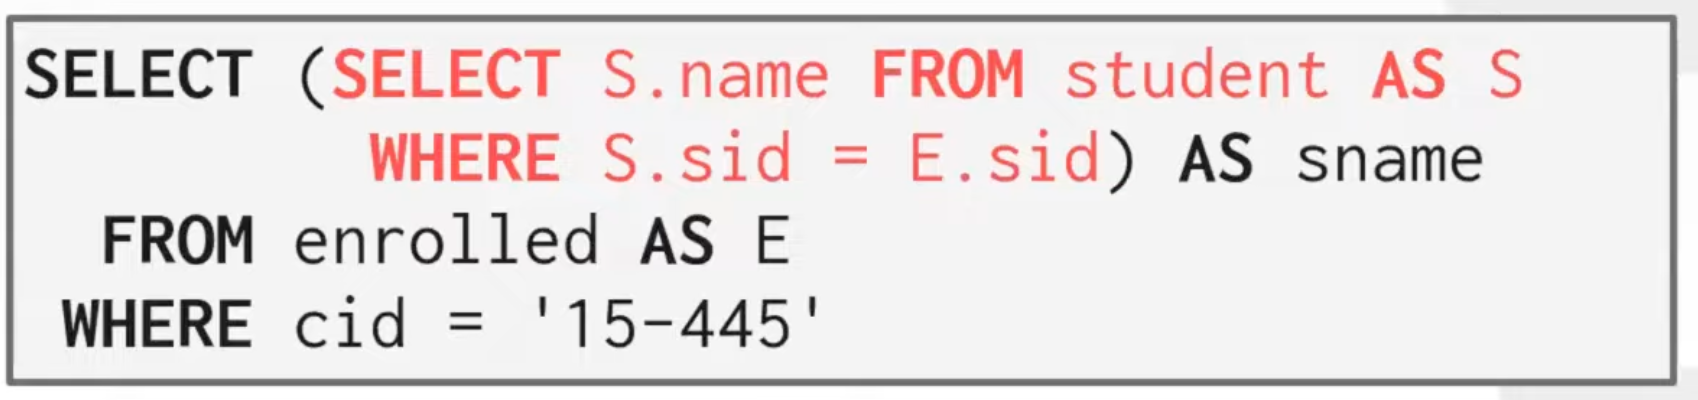 SELECT (SELECT S.name FROM student AS S
WHERE S.sid = E.sid) AS sname
FROM enrolled AS E
WHERE cid = '15-445'